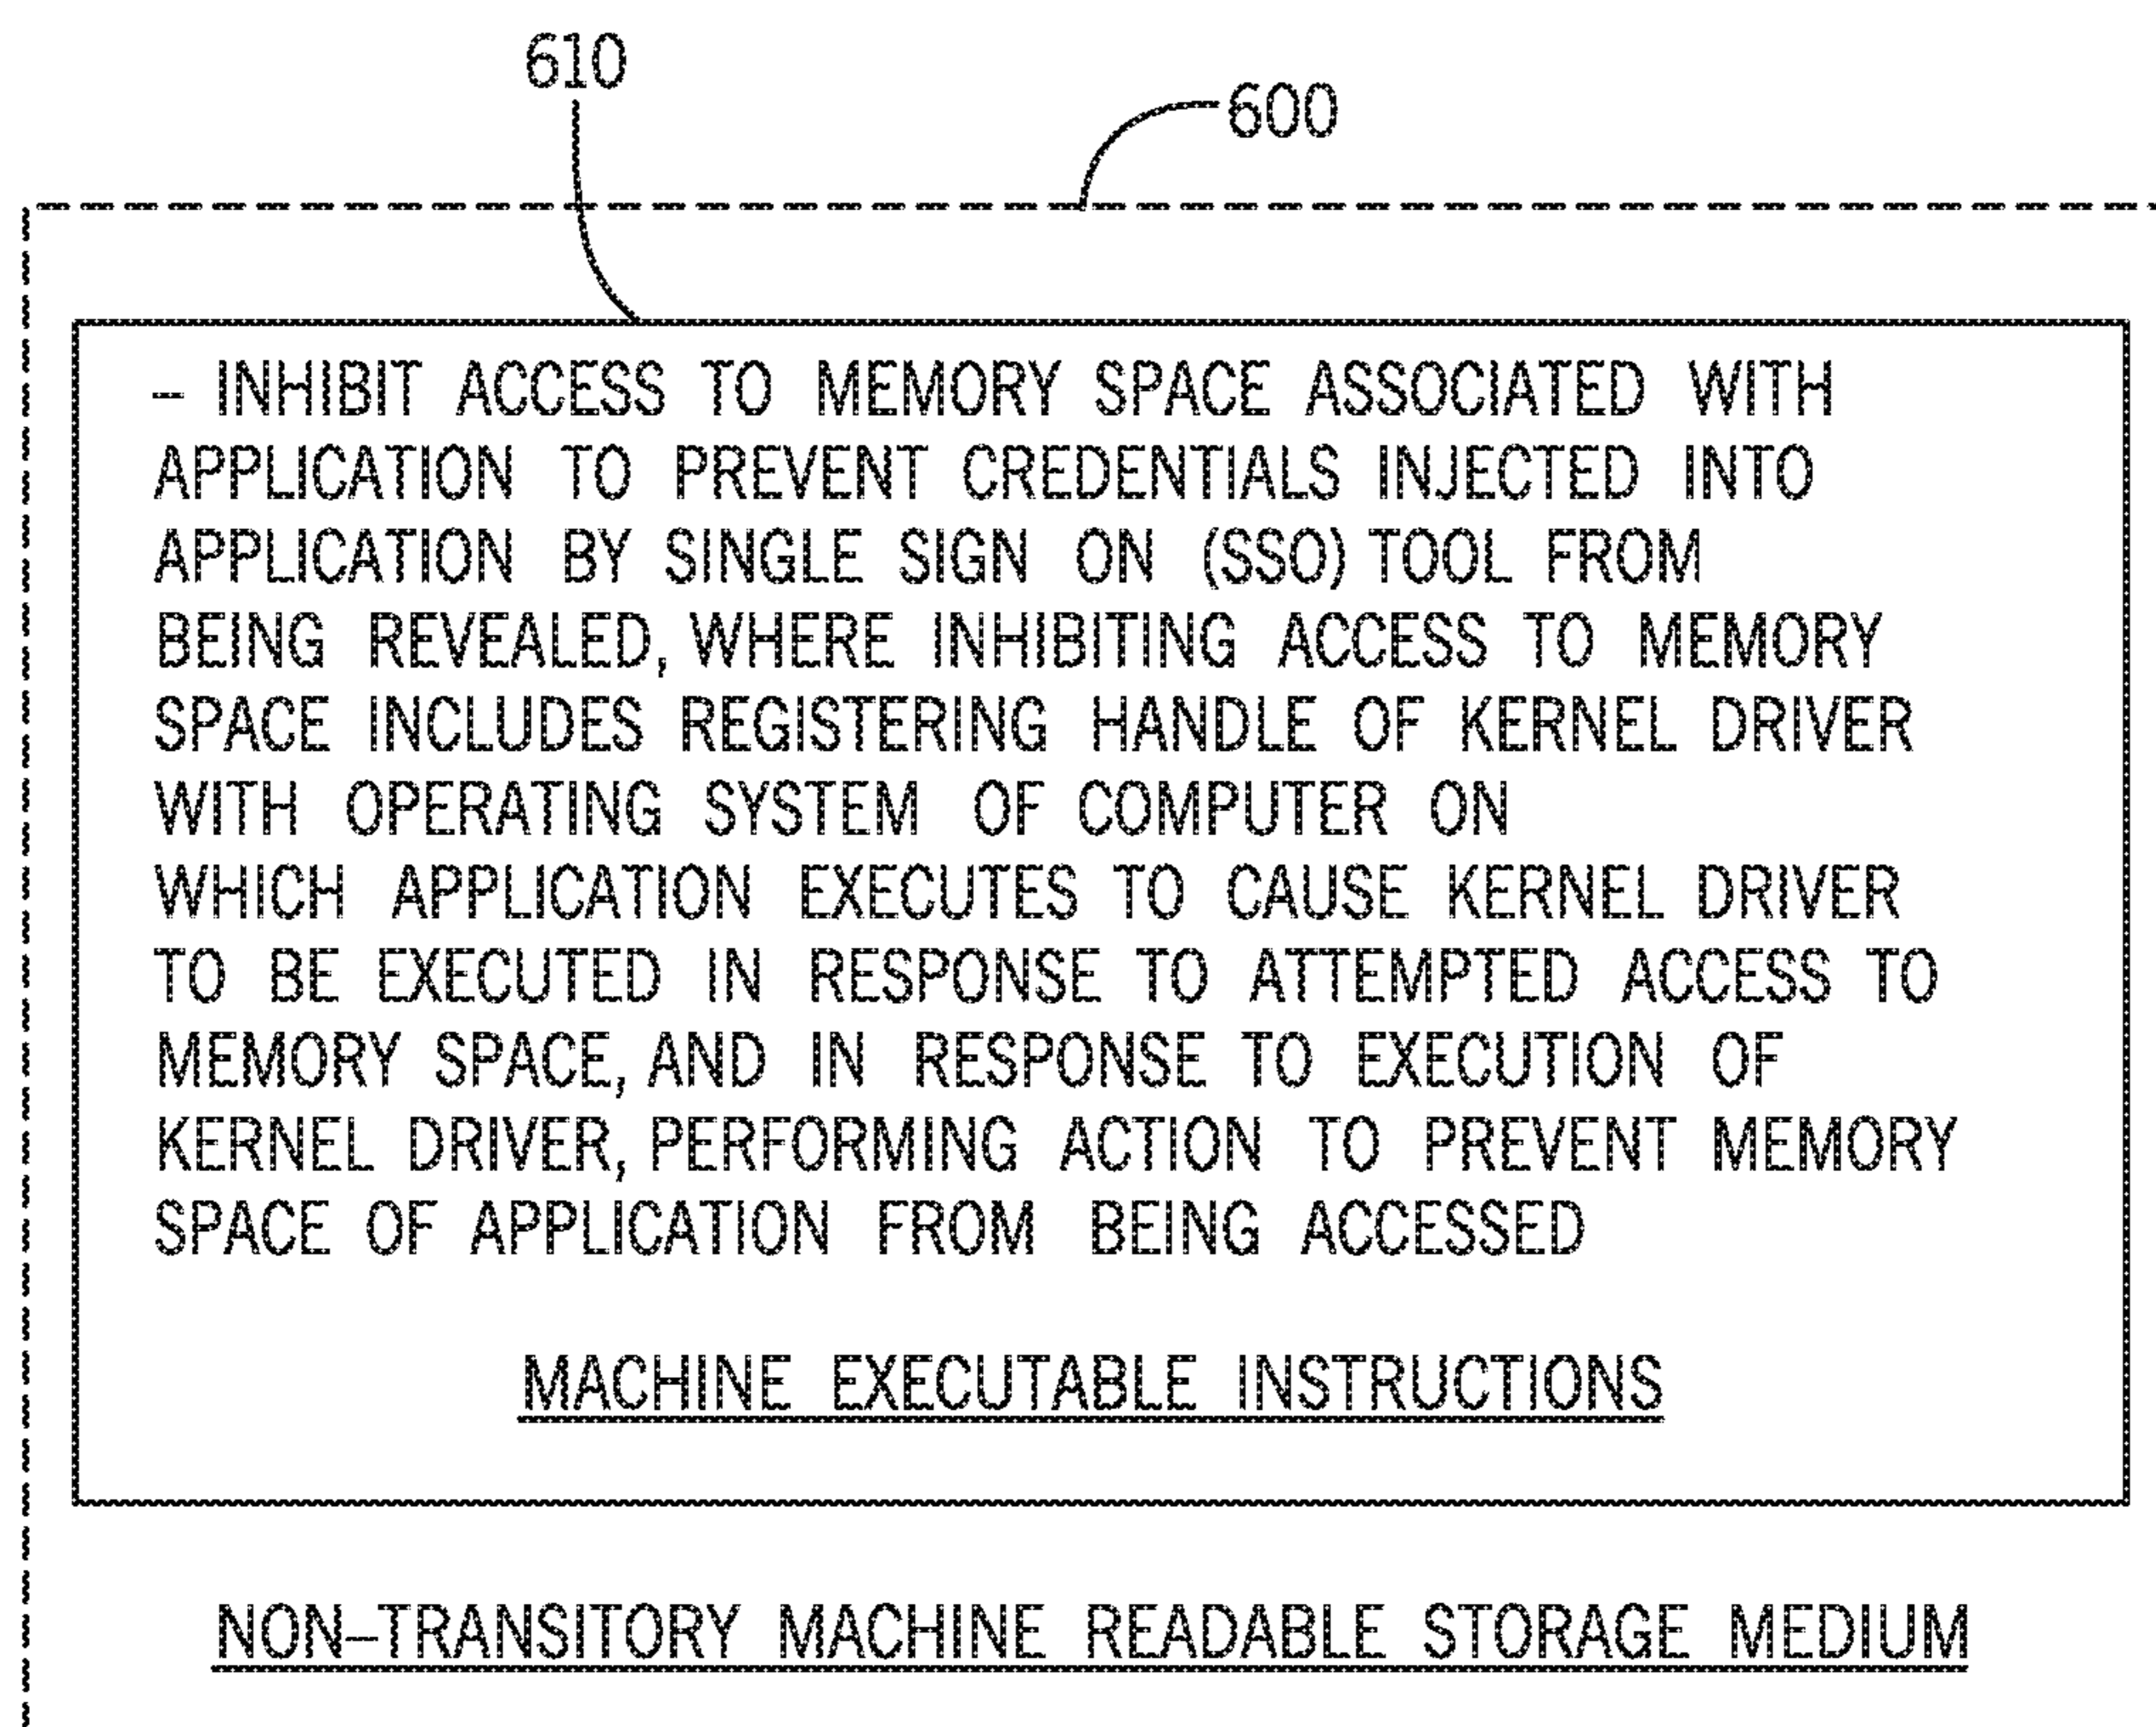 610
600
– INHIBIT ACCESS TO MEMORY SPACE ASSOCIATED WITH
APPLICATION TO PREVENT CREDENTIALS INJECTED INTO
APPLICATION BY SINGLE SIGN ON (SSO) TOOL FROM
BEING REVEALED, WHERE INHIBITING ACCESS TO MEMORY
SPACE INCLUDES REGISTERING HANDLE OF KERNEL DRIVER
WITH OPERATING SYSTEM OF COMPUTER ON
WHICH APPLICATION EXECUTES TO CAUSE KERNEL DRIVER
TO BE EXECUTED IN RESPONSE TO ATTEMPTED ACCESS TO
MEMORY SPACE, AND IN RESPONSE TO EXECUTION OF
KERNEL DRIVER, PERFORMING ACTION TO PREVENT MEMORY
SPACE OF APPLICATION FROM BEING ACCESSED
MACHINE EXECUTABLE INSTRUCTIONS
NON–TRANSITORY MACHINE READABLE STORAGE MEDIUM